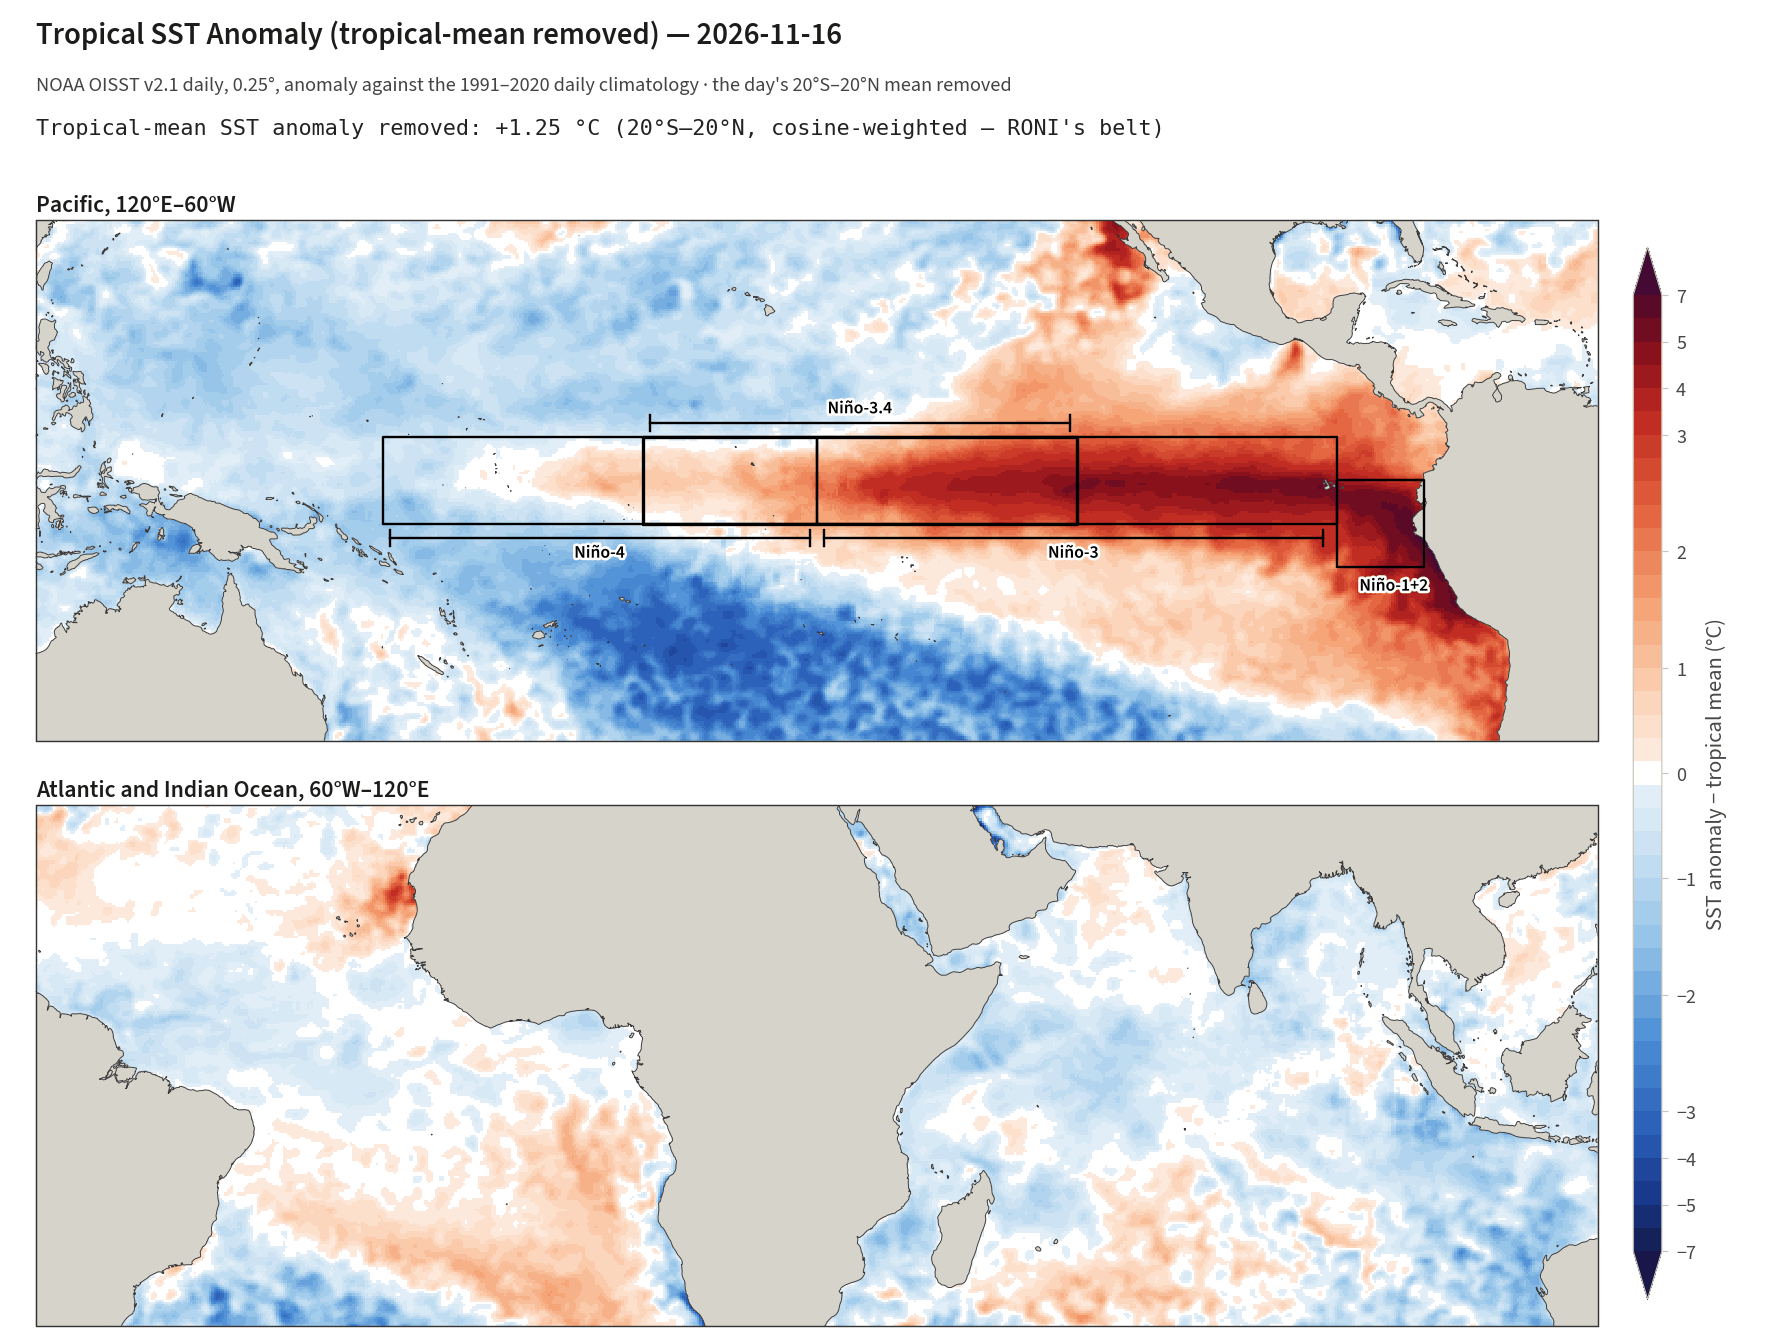 Tropical SST Anomaly (tropical-mean removed) — 2026-11-16
NOAA OISST v2.1 daily, 0.25°, anomaly against the 1991–2020 daily climatology · the day's 20°S–20°N mean removed
Tropical-mean SST anomaly removed: +1.25 °C (20°S–20°N, cosine-weighted — RONI's belt)
Pacific, 120°E–60°W
Niño-3.4
Niño-4
Niño-3
Niño-1+2
Atlantic and Indian Ocean, 60°W–120°E
7
5
4
3
2
1
0
−1
−2
−3
−4
−5
−7
SST anomaly − tropical mean (°C)